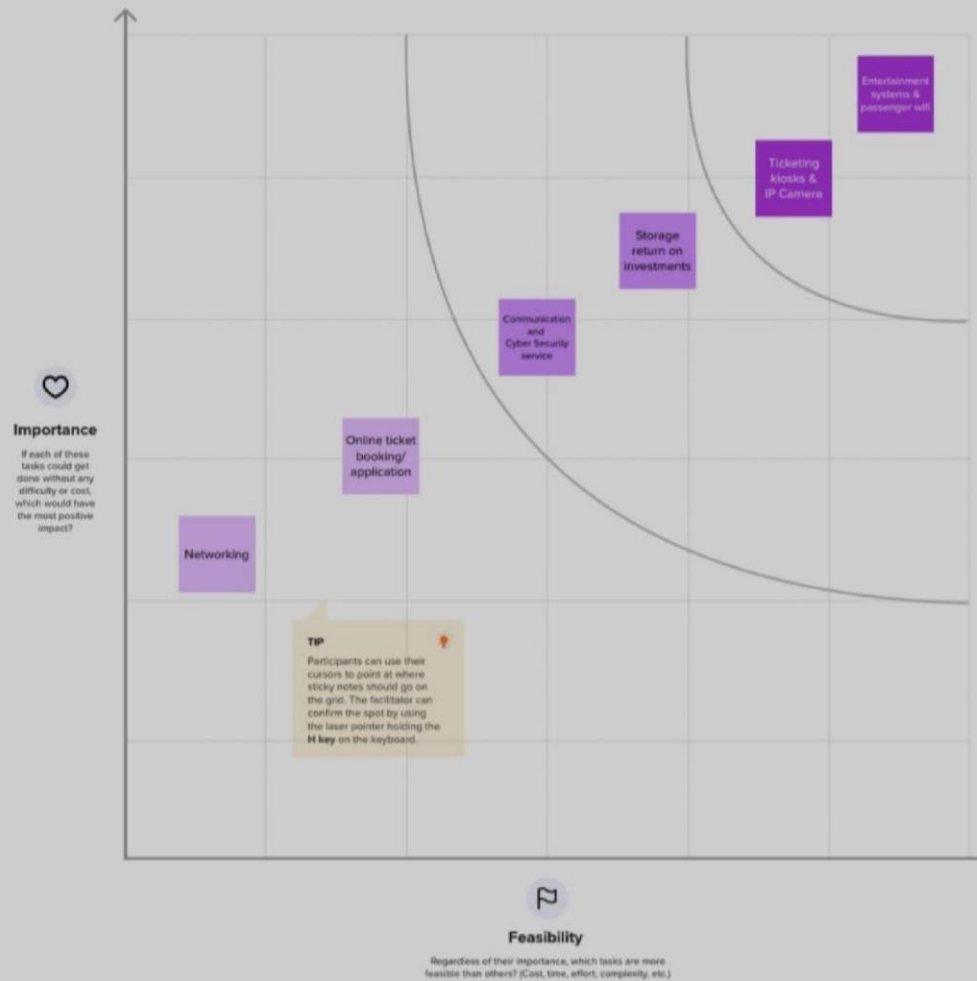 Entertainment
systems &
passenger wifi
Ticketing
kiosks &
IP Camera
Storage
return on
investments
Communication
and
Cyber Security
service
Online ticket
booking/
application
Networking
Importance
If each of these
tasks could get
done without any
difficulty or cost,
which would have
the most positive
impact?
TIP
Participants can use their
cursors to point at where
sticky notes should go on
the grid. The facilitator can
confirm the spot by using
the laser pointer holding the
H key on the keyboard.
Feasibility
Regardless of their importance, which tasks are more
feasible than others? (Cost, time, effort, complexity, etc.)